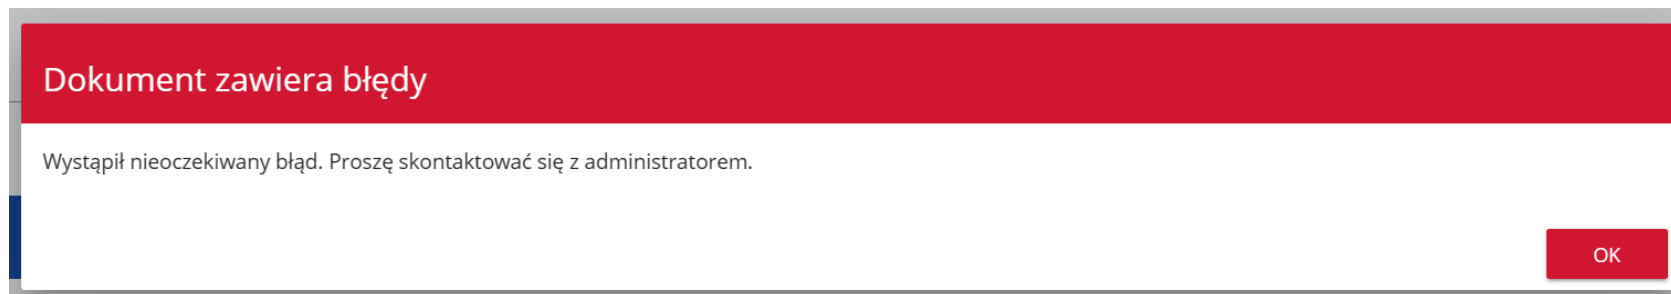 Dokument zawiera błędy
Wystąpił nieoczekiwany błąd. Proszę skontaktować się z administratorem.
OK